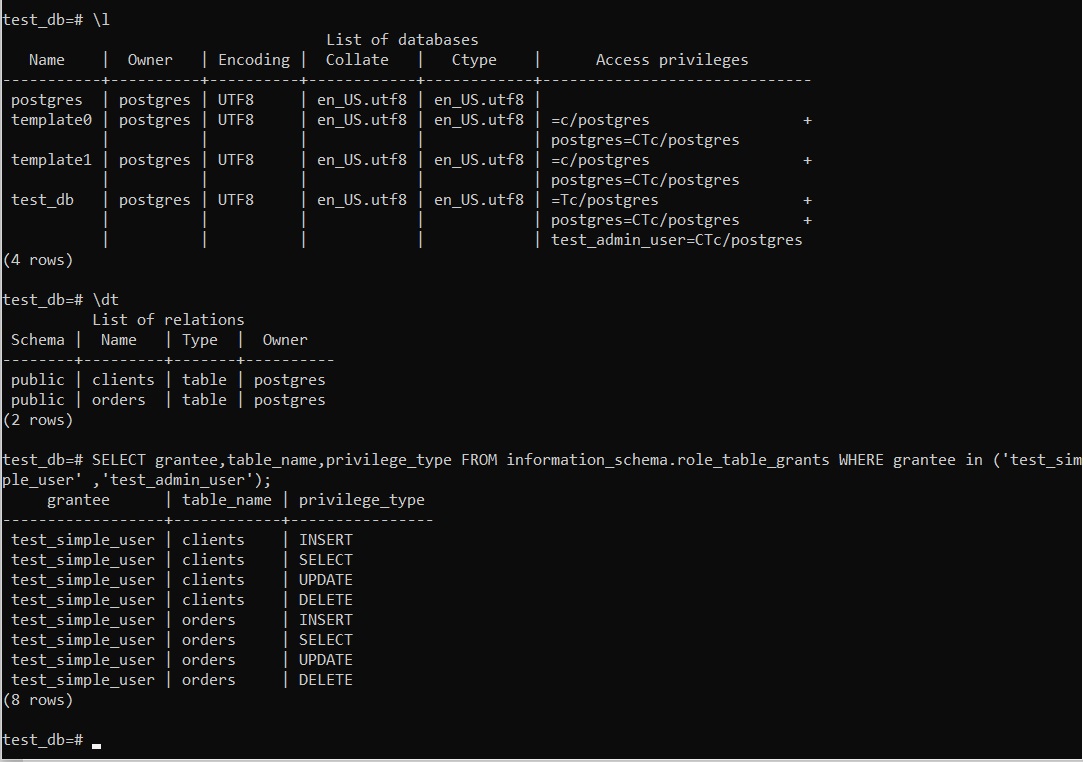 test_db=# \l
                                    List of databases
   Name    |  Owner   | Encoding |  Collate   |   Ctype    |      Access privileges
-----------+----------+----------+------------+------------+------------------------------
 postgres  | postgres | UTF8     | en_US.utf8 | en_US.utf8 |
 template0 | postgres | UTF8     | en_US.utf8 | en_US.utf8 | =c/postgres                 +
           |          |          |            |            | postgres=CTc/postgres
 template1 | postgres | UTF8     | en_US.utf8 | en_US.utf8 | =c/postgres                 +
           |          |          |            |            | postgres=CTc/postgres
 test_db   | postgres | UTF8     | en_US.utf8 | en_US.utf8 | =Tc/postgres                +
           |          |          |            |            | postgres=CTc/postgres       +
           |          |          |            |            | test_admin_user=CTc/postgres
(4 rows)

test_db=# \dt
          List of relations
 Schema |  Name   | Type  |  Owner
--------+---------+-------+----------
 public | clients | table | postgres
 public | orders  | table | postgres
(2 rows)

test_db=# SELECT grantee,table_name,privilege_type FROM information_schema.role_table_grants WHERE grantee in ('test_sim
ple_user' ,'test_admin_user');
     grantee      | table_name | privilege_type
------------------+------------+----------------
 test_simple_user | clients    | INSERT
 test_simple_user | clients    | SELECT
 test_simple_user | clients    | UPDATE
 test_simple_user | clients    | DELETE
 test_simple_user | orders     | INSERT
 test_simple_user | orders     | SELECT
 test_simple_user | orders     | UPDATE
 test_simple_user | orders     | DELETE
(8 rows)

test_db=#